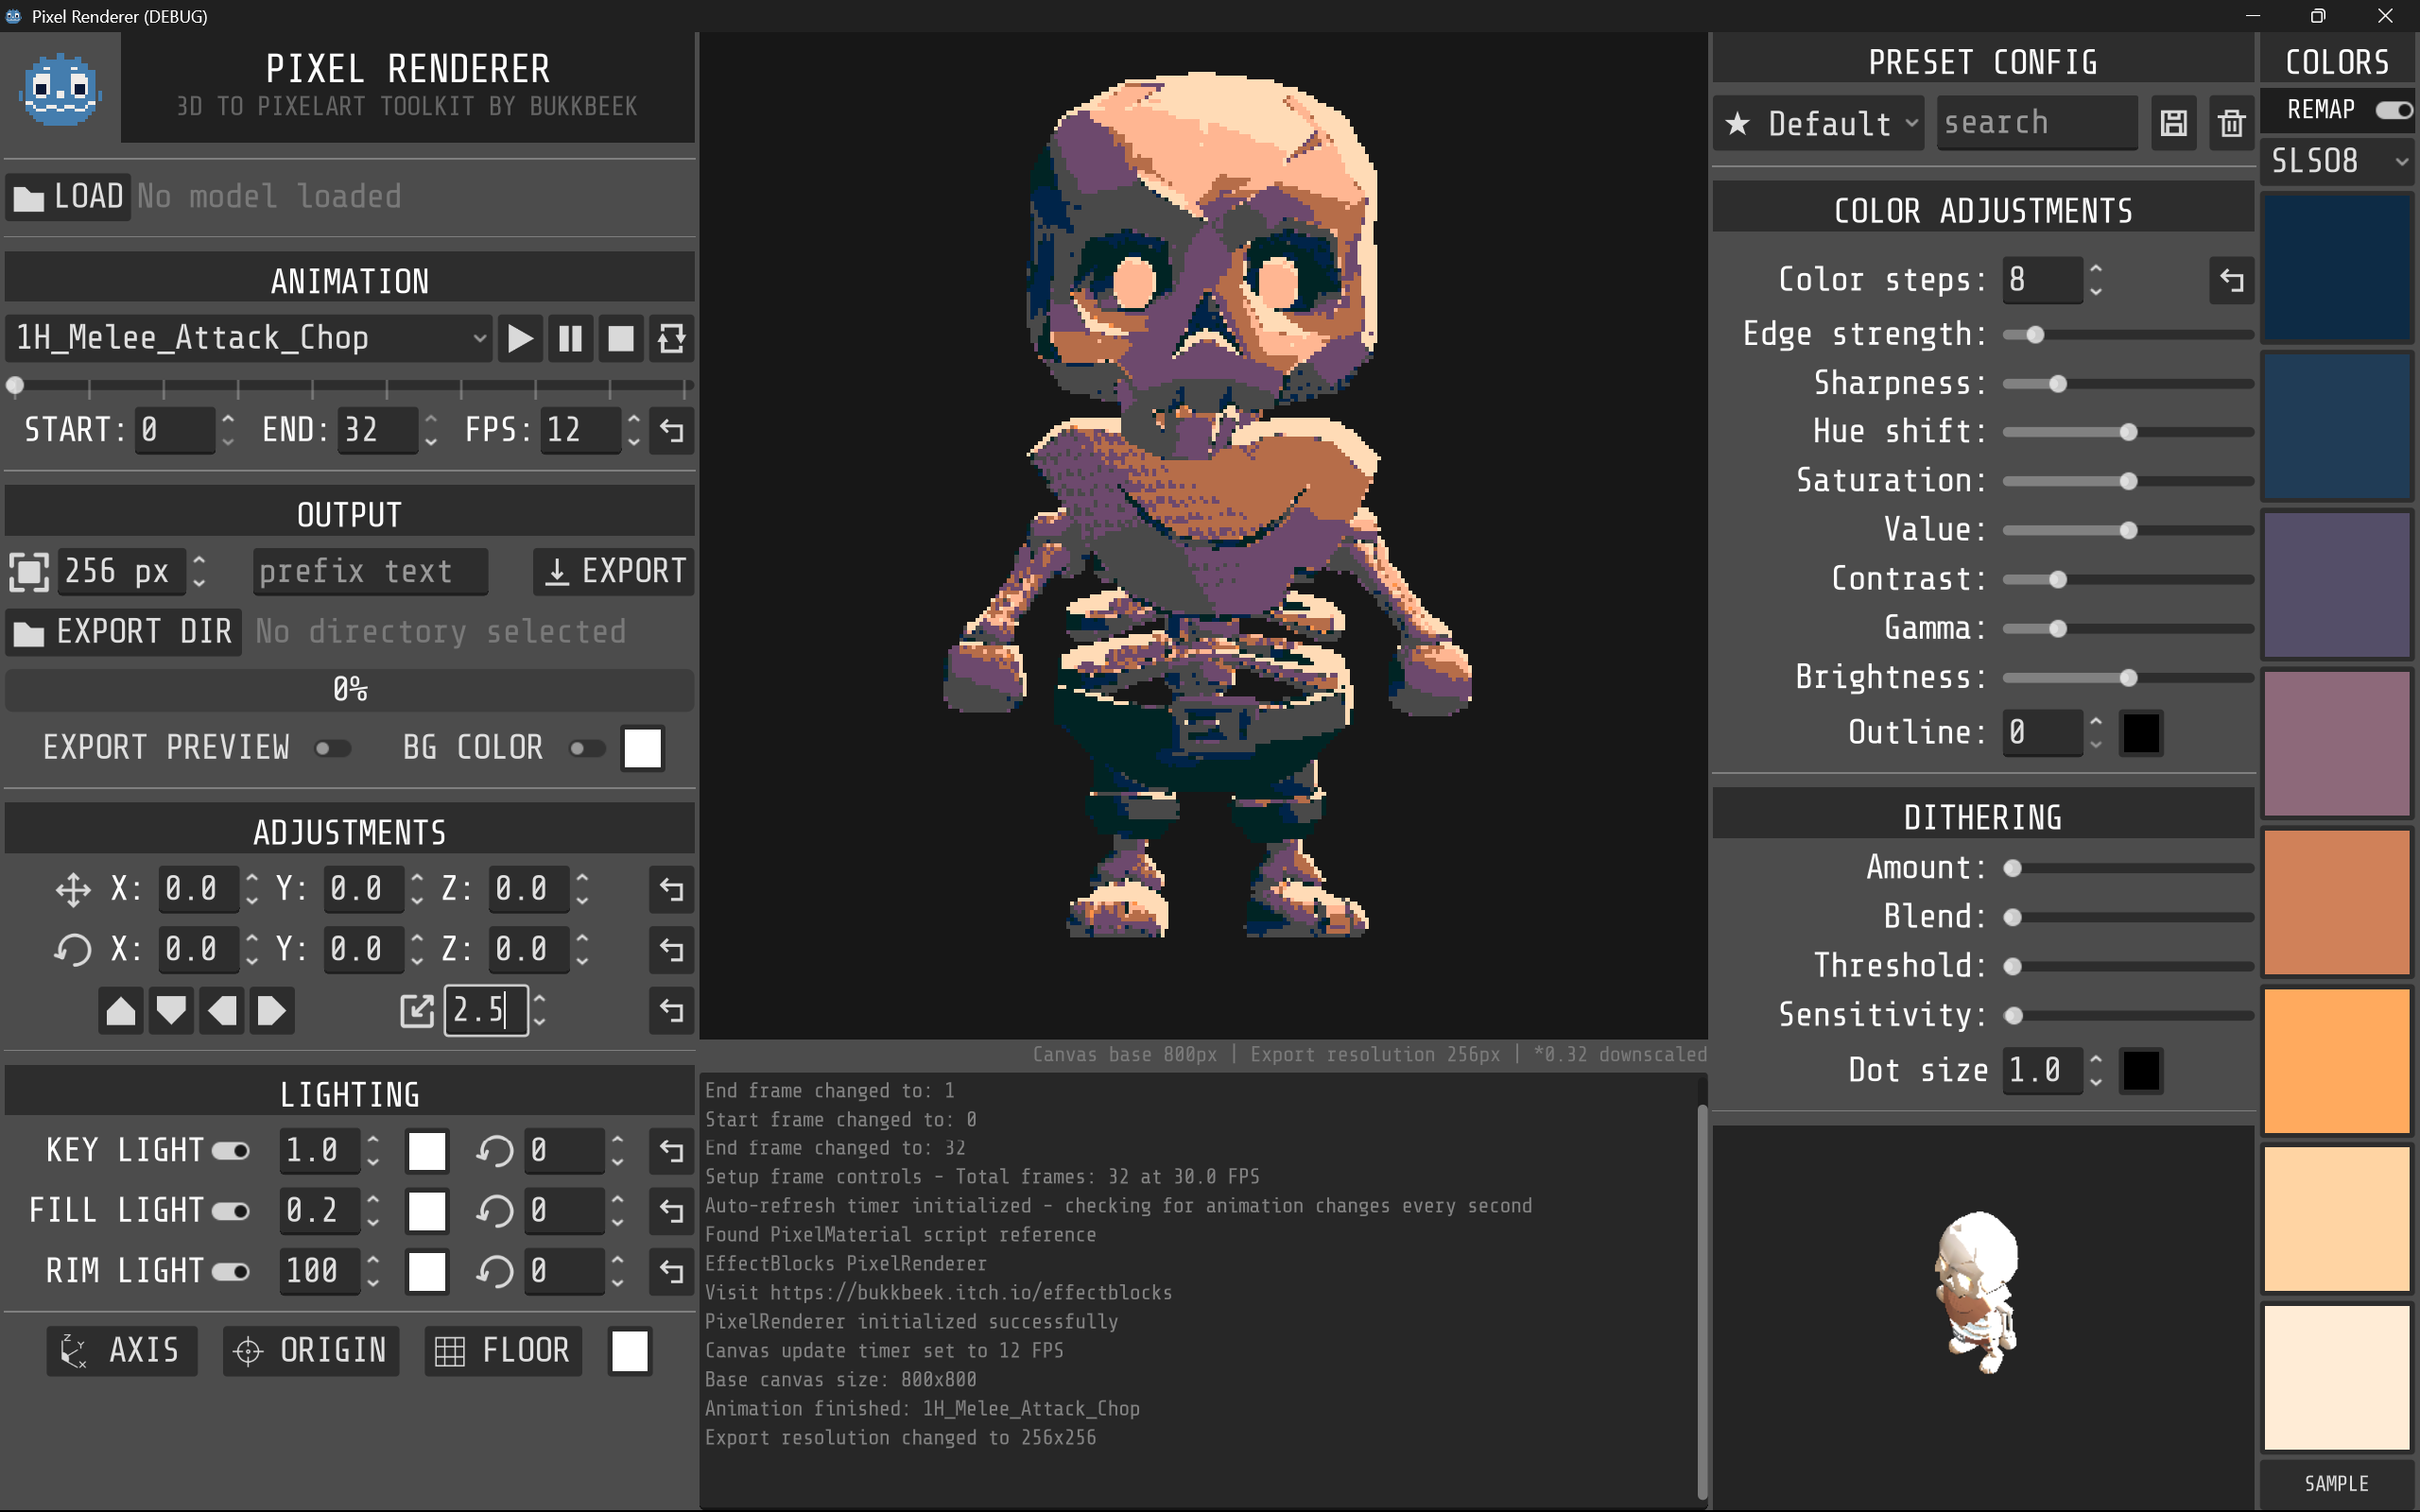 Pixel Renderer (DEBUG)
PIXEL RENDERER
3D TO PIXELART TOOLKIT BY BUKKBEEK
LOAD No model loaded
ANIMATION
1H_Melee_Attack_Chop
START: 0 END: 32 FPS: 12
OUTPUT
256 px prefix text EXPORT
EXPORT DIR No directory selected
0%
EXPORT PREVIEW BG COLOR
ADJUSTMENTS
X: 0.0 Y: 0.0 Z: 0.0
X: 0.0 Y: 0.0 Z: 0.0
2.5
LIGHTING
KEY LIGHT 1.0 0
FILL LIGHT 0.2 0
RIM LIGHT 100 0
Z Y X AXIS ORIGIN FLOOR
Canvas base 800px | Export resolution 256px | *0.32 downscaled
End frame changed to: 1
Start frame changed to: 0
End frame changed to: 32
Setup frame controls - Total frames: 32 at 30.0 FPS
Auto-refresh timer initialized - checking for animation changes every second
Found PixelMaterial script reference
EffectBlocks PixelRenderer
Visit https://bukkbeek.itch.io/effectblocks
PixelRenderer initialized successfully
Canvas update timer set to 12 FPS
Base canvas size: 800x800
Animation finished: 1H_Melee_Attack_Chop
Export resolution changed to 256x256
PRESET CONFIG
★ Default search
COLOR ADJUSTMENTS
Color steps: 8
Edge strength:
Sharpness:
Hue shift:
Saturation:
Value:
Contrast:
Gamma:
Brightness:
Outline: 0
DITHERING
Amount:
Blend:
Threshold:
Sensitivity:
Dot size 1.0
COLORS
REMAP
SLSO8
SAMPLE